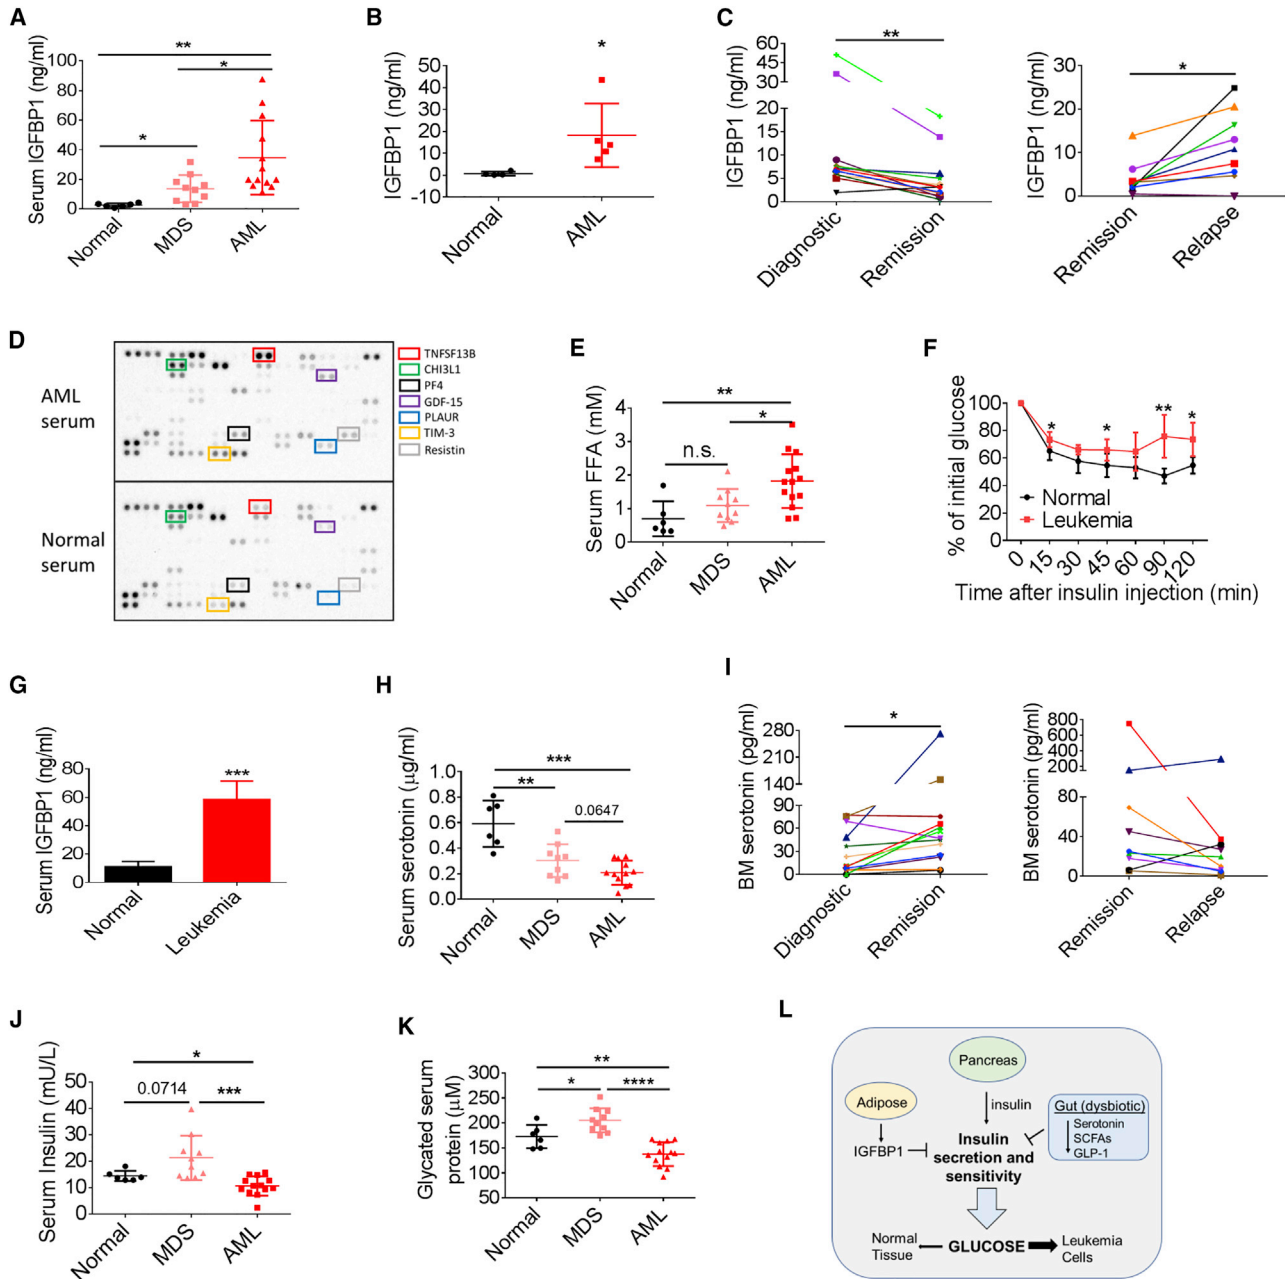 A
Serum IGFBP1 (ng/ml)
100
80
60
40
20
0
**
*
*
Normal
MDS
AML
B
IGFBP1 (ng/ml)
50
40
30
20
10
0
-10
*
Normal
AML
C
IGFBP1 (ng/ml)
60
45
30
20
15
10
5
0
**
Diagnostic
Remission
IGFBP1 (ng/ml)
30
20
10
0
*
Remission
Relapse
D
AML
serum
Normal
serum
TNFSF13B
CHI3L1
PF4
GDF-15
PLAUR
TIM-3
Resistin
E
Serum FFA (mM)
4
3
2
1
0
**
*
n.s.
Normal
MDS
AML
F
% of initial glucose
100
80
60
40
20
0
*
*
**
*
Normal
Leukemia
0
15
30
45
60
90
120
Time after insulin injection (min)
G
Serum IGFBP1 (ng/ml)
80
60
40
20
0
***
Normal
Leukemia
H
Serum serotonin (µg/ml)
1.0
0.8
0.6
0.4
0.2
0.0
***
**
0.0647
Normal
MDS
AML
I
BM serotonin (pg/ml)
280
210
140
90
60
30
0
*
Diagnostic
Remission
BM serotonin (pg/ml)
800
600
400
200
80
40
0
Remission
Relapse
J
Serum Insulin (mU/L)
50
40
30
20
10
0
*
0.0714
***
Normal
MDS
AML
K
Glycated serum
protein (µM)
300
250
200
150
100
50
**
*
****
Normal
MDS
AML
L
Pancreas
Adipose
insulin
Gut (dysbiotic)
Serotonin
SCFAs
GLP-1
IGFBP1
Insulin
secretion and
sensitivity
Normal
Tissue
GLUCOSE
Leukemia
Cells